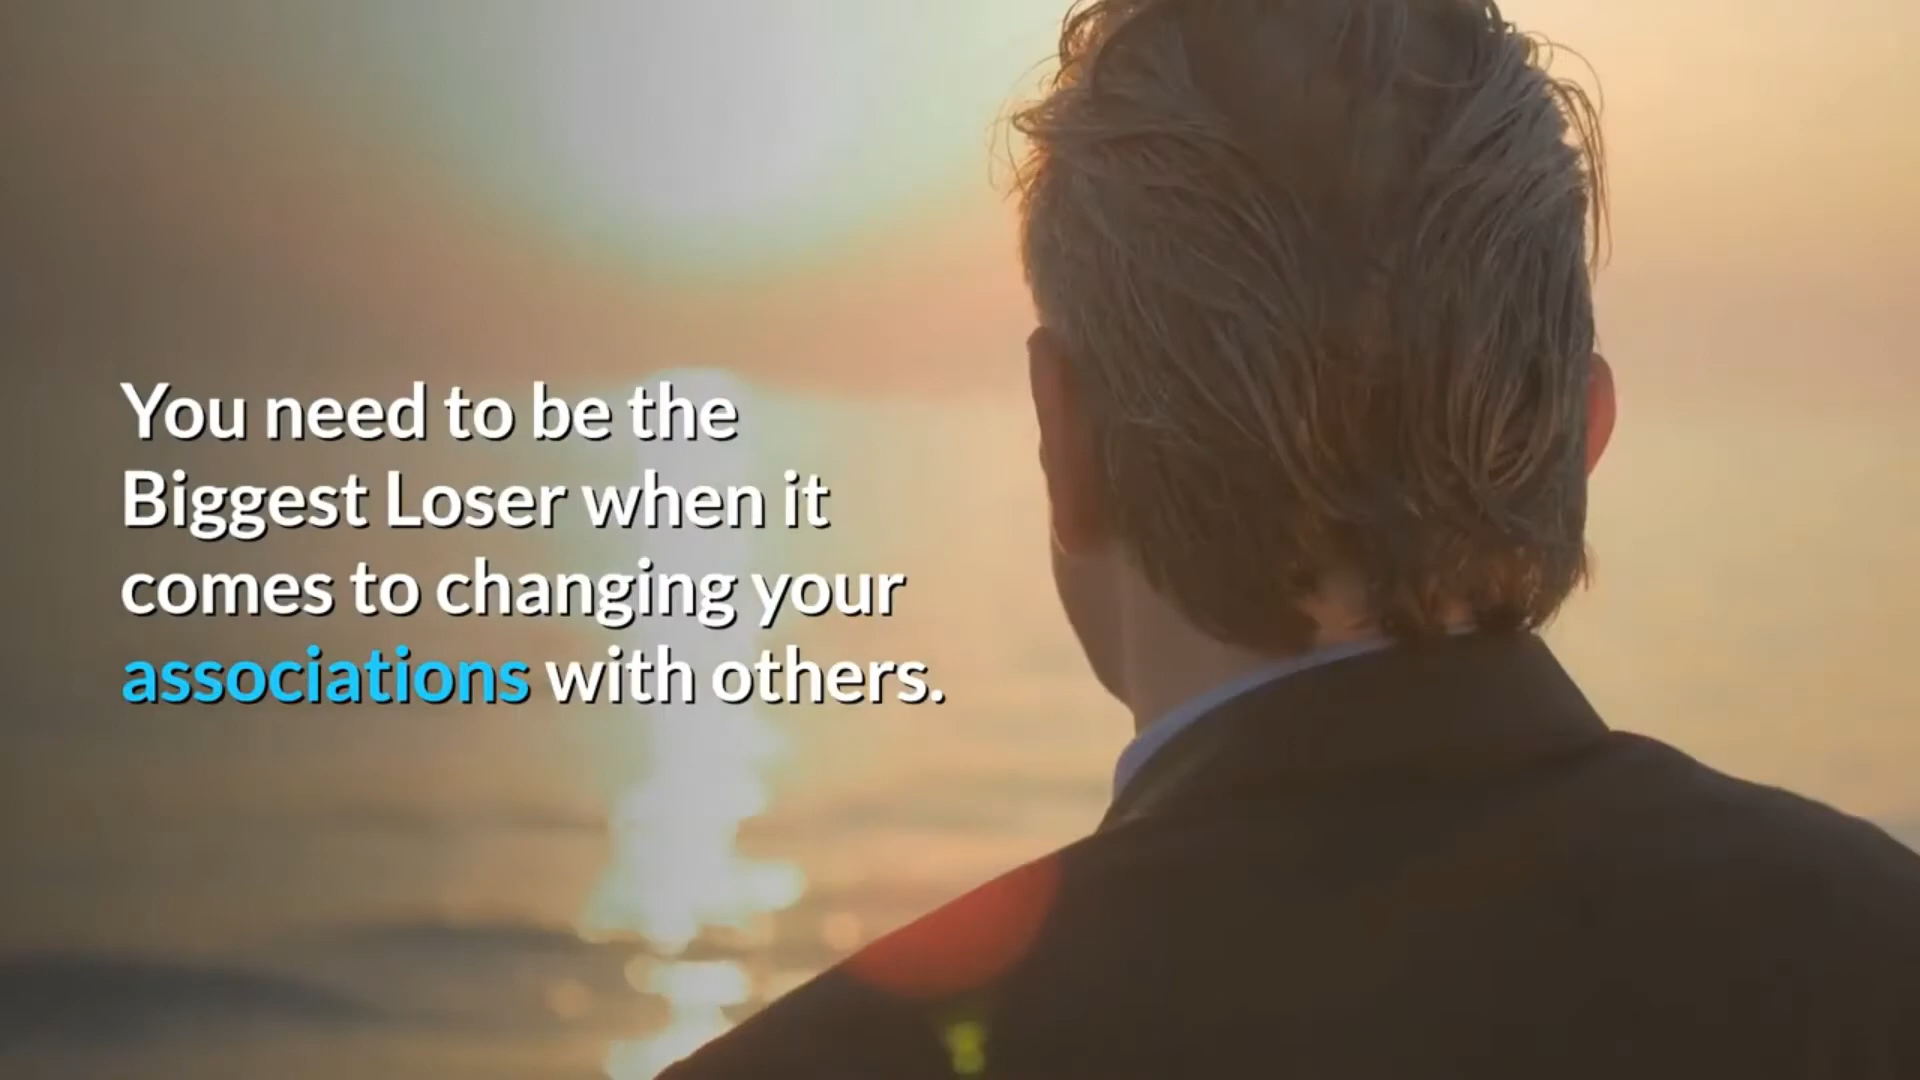 You need to be the
Biggest Loser when it
comes to changing your
associations with others.